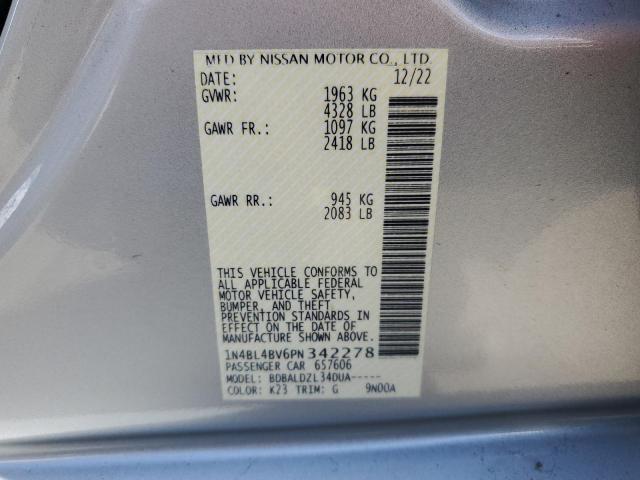 MFD BY NISSAN MOTOR CO., LTD.
DATE: 12/22
GVWR: 1963 KG
4328 LB
GAWR FR.: 1097 KG
2418 LB
GAWR RR.: 945 KG
2083 LB
THIS VEHICLE CONFORMS TO
ALL APPLICABLE FEDERAL
MOTOR VEHICLE SAFETY,
BUMPER, AND THEFT
PREVENTION STANDARDS IN
EFFECT ON THE DATE OF
MANUFACTURE SHOWN ABOVE.
1N4BL4BV6PN342278
PASSENGER CAR 657606
MODEL: BDBALDZL34DUA-----
COLOR: K23 TRIM: G 9N00A